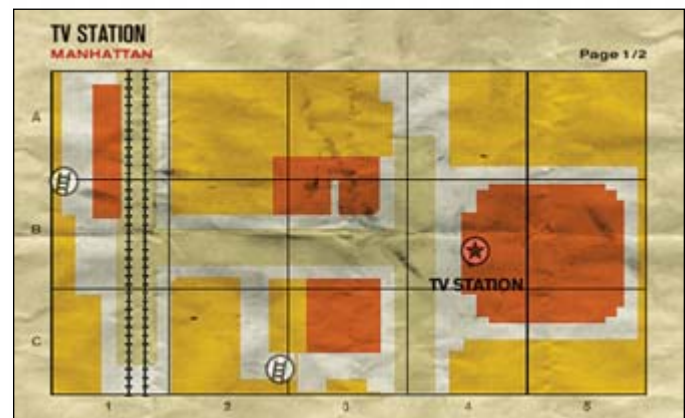 TV STATION
MANHATTAN
Page 1/2
A
B
TV STATION
C
1 2 3 4 5